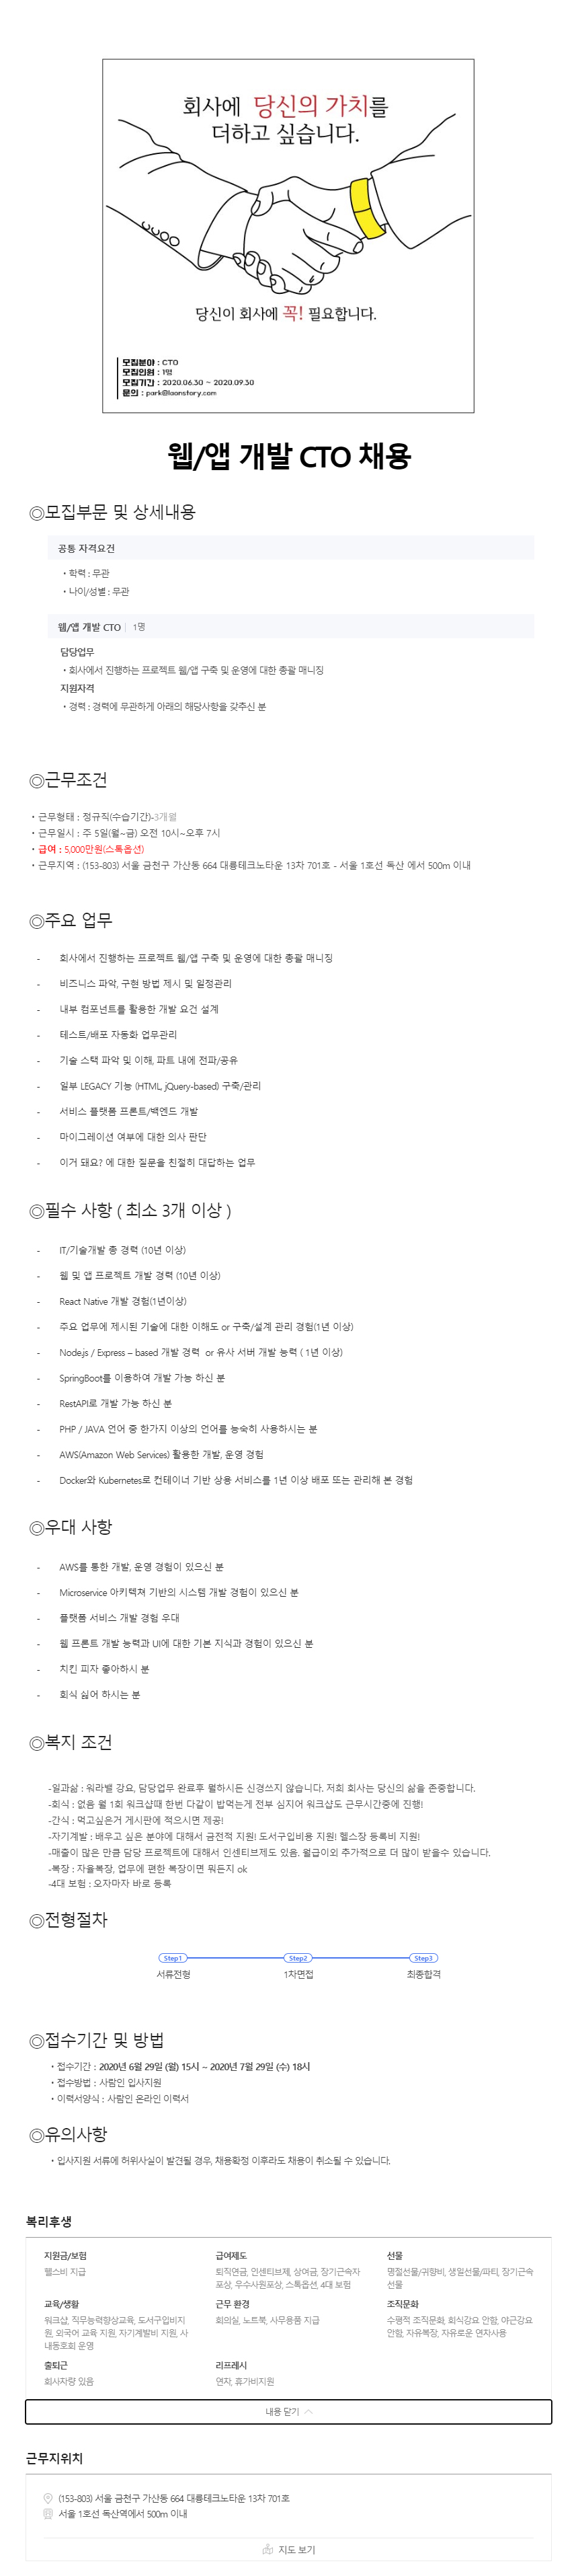 회사에 당신의 가치를
더하고 싶습니다.
당신이 회사에 꼭! 필요합니다.
모집분야 : CTO
모집인원 : 1명
모집기간 : 2020.06.30 ~ 2020.09.30
문의 : park@laonstory.com
웹/앱 개발 CTO 채용
◎모집부문 및 상세내용
공통 자격요건
• 학력 : 무관
• 나이/성별 : 무관
웹/앱 개발 CTO | 1명
담당업무
• 회사에서 진행하는 프로젝트 웹/앱 구축 및 운영에 대한 총괄 매니징
지원자격
• 경력 : 경력에 무관하게 아래의 해당사항을 갖추신 분
◎근무조건
• 근무형태 : 정규직(수습기간)-3개월
• 근무일시 : 주 5일(월~금) 오전 10시~오후 7시
• 급여 : 5,000만원(스톡옵션)
• 근무지역 : (153-803) 서울 금천구 가산동 664 대륭테크노타운 13차 701호 - 서울 1호선 독산 에서 500m 이내
◎주요 업무
- 회사에서 진행하는 프로젝트 웹/앱 구축 및 운영에 대한 총괄 매니징
- 비즈니스 파악, 구현 방법 제시 및 일정관리
- 내부 컴포넌트를 활용한 개발 요건 설계
- 테스트/배포 자동화 업무관리
- 기술 스택 파악 및 이해, 파트 내에 전파/공유
- 일부 LEGACY 기능 (HTML, jQuery-based) 구축/관리
- 서비스 플랫폼 프론트/백엔드 개발
- 마이그레이션 여부에 대한 의사 판단
- 이거 돼요? 에 대한 질문을 친절히 대답하는 업무
◎필수 사항 ( 최소 3개 이상 )
- IT/기술개발 총 경력 (10년 이상)
- 웹 및 앱 프로젝트 개발 경력 (10년 이상)
- React Native 개발 경험(1년이상)
- 주요 업무에 제시된 기술에 대한 이해도 or 구축/설계 관리 경험(1년 이상)
- Node.js / Express – based 개발 경력 or 유사 서버 개발 능력 ( 1년 이상)
- SpringBoot를 이용하여 개발 가능 하신 분
- RestAPI로 개발 가능 하신 분
- PHP / JAVA 언어 중 한가지 이상의 언어를 능숙히 사용하시는 분
- AWS(Amazon Web Services) 활용한 개발, 운영 경험
- Docker와 Kubernetes로 컨테이너 기반 상용 서비스를 1년 이상 배포 또는 관리해 본 경험
◎우대 사항
- AWS를 통한 개발, 운영 경험이 있으신 분
- Microservice 아키텍쳐 기반의 시스템 개발 경험이 있으신 분
- 플랫폼 서비스 개발 경험 우대
- 웹 프론트 개발 능력과 UI에 대한 기본 지식과 경험이 있으신 분
- 치킨 피자 좋아하시 분
- 회식 싫어 하시는 분
◎복지 조건
-일과삶 : 워라밸 강요, 담당업무 완료후 뭘하시든 신경쓰지 않습니다. 저희 회사는 당신의 삶을 존중합니다.
-회식 : 없음 월 1회 워크샵때 한번 다같이 밥먹는게 전부 심지어 워크샵도 근무시간중에 진행!
-간식 : 먹고싶은거 게시판에 적으시면 제공!
-자기계발 : 배우고 싶은 분야에 대해서 금전적 지원! 도서구입비용 지원! 헬스장 등록비 지원!
-매출이 많은 만큼 담당 프로젝트에 대해서 인센티브제도 있음. 월급이외 추가적으로 더 많이 받을수 있습니다.
-복장 : 자율복장, 업무에 편한 복장이면 뭐든지 ok
-4대 보험 : 오자마자 바로 등록
◎전형절차
Step1 Step2 Step3
서류전형 1차면접 최종합격
◎접수기간 및 방법
• 접수기간 : 2020년 6월 29일 (월) 15시 ~ 2020년 7월 29일 (수) 18시
• 접수방법 : 사람인 입사지원
• 이력서양식 : 사람인 온라인 이력서
◎유의사항
• 입사지원 서류에 허위사실이 발견될 경우, 채용확정 이후라도 채용이 취소될 수 있습니다.
복리후생
지원금/보험
헬스비 지급
급여제도
퇴직연금, 인센티브제, 상여금, 장기근속자
포상, 우수사원포상, 스톡옵션, 4대 보험
선물
명절선물/귀향비, 생일선물/파티, 장기근속
선물
교육/생활
워크샵, 직무능력향상교육, 도서구입비지
원, 외국어 교육 지원, 자기계발비 지원, 사
내동호회 운영
근무 환경
회의실, 노트북, 사무용품 지급
조직문화
수평적 조직문화, 회식강요 안함, 야근강요
안함, 자유복장, 자유로운 연차사용
출퇴근
회사차량 있음
리프레시
연차, 휴가비지원
내용 닫기
근무지위치
(153-803) 서울 금천구 가산동 664 대륭테크노타운 13차 701호
서울 1호선 독산역에서 500m 이내
지도 보기